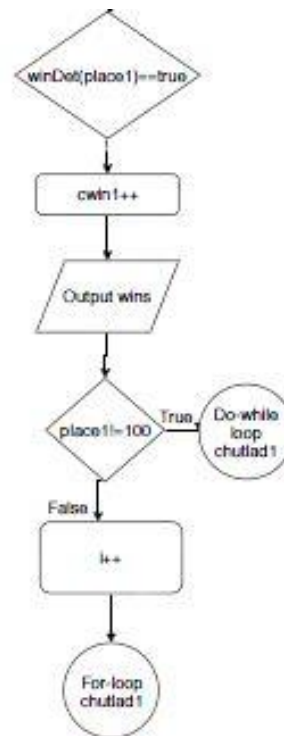 winDet(place1)==true
cwin1++
Output wins
place1!=100
True
Do-while
loop
chutlad1
False
i++
For-loop
chutlad1